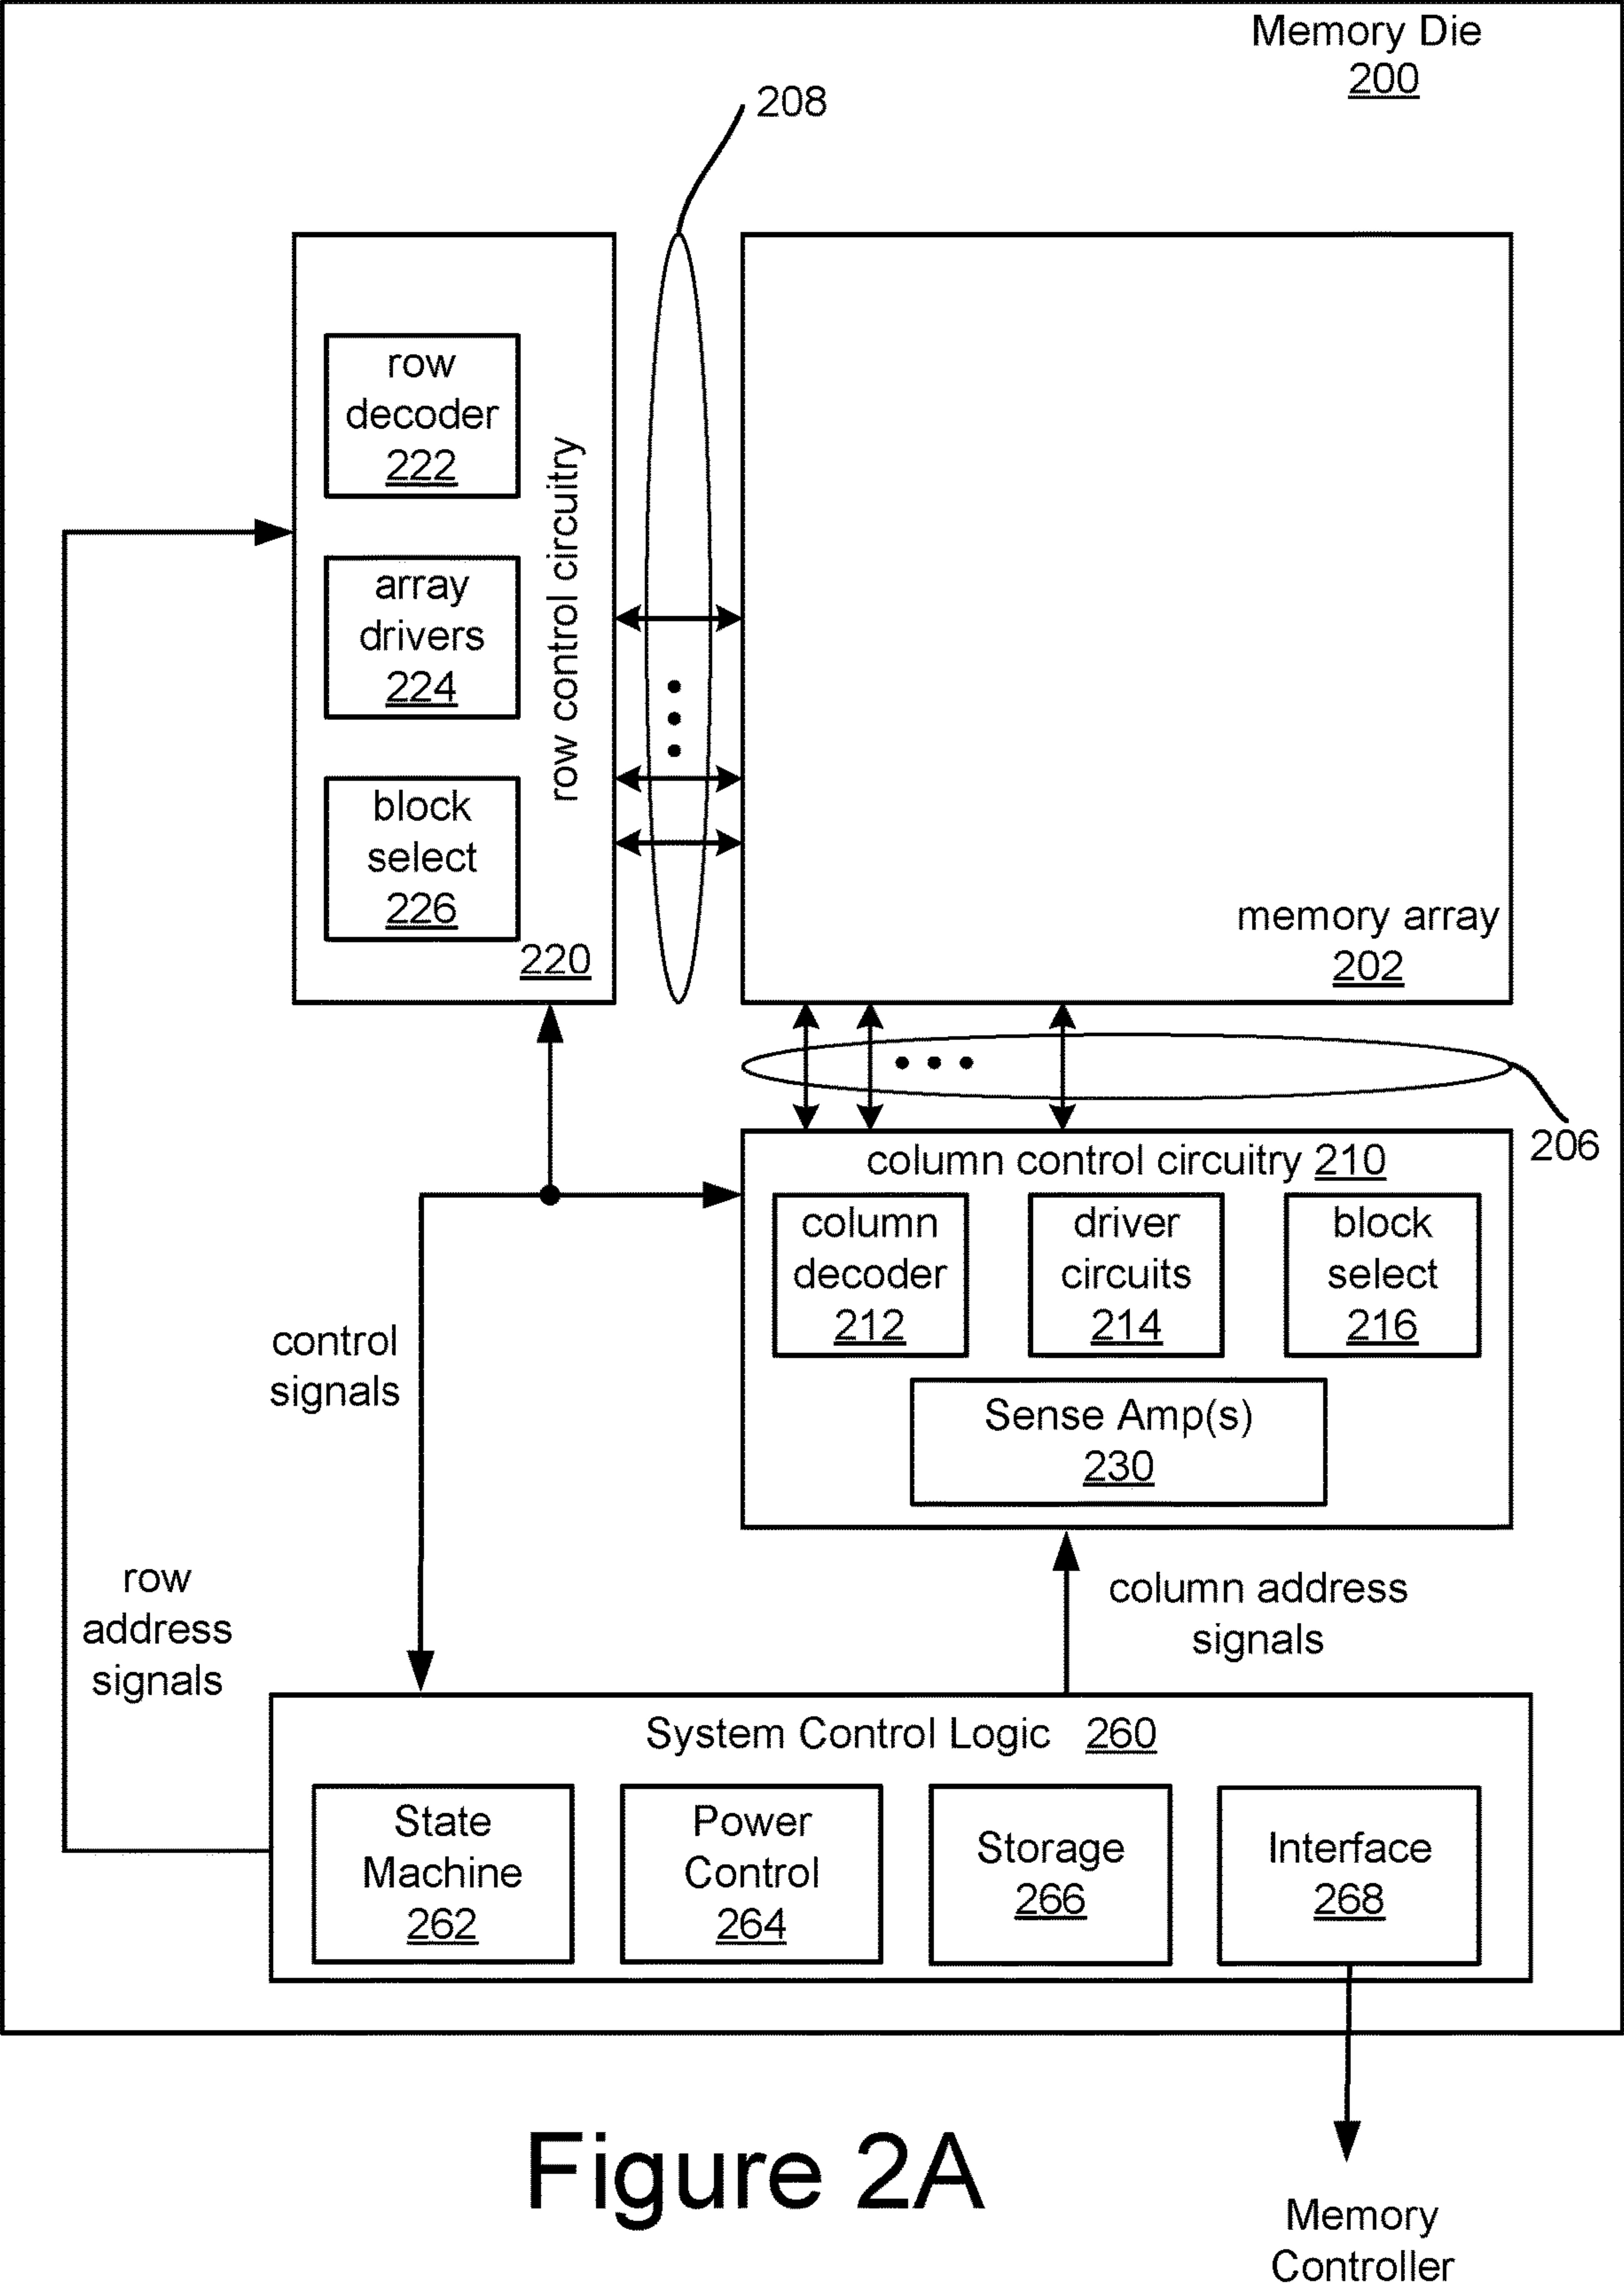 Memory Die
200
208
row
decoder
222
array
drivers
224
block
select
226
row control circuitry
220
memory array
202
206
column control circuitry 210
column
decoder
212
driver
circuits
214
block
select
216
Sense Amp(s)
230
control
signals
row
address
signals
column address
signals
System Control Logic 260
State
Machine
262
Power
Control
264
Storage
266
Interface
268
Figure 2A
Memory
Controller